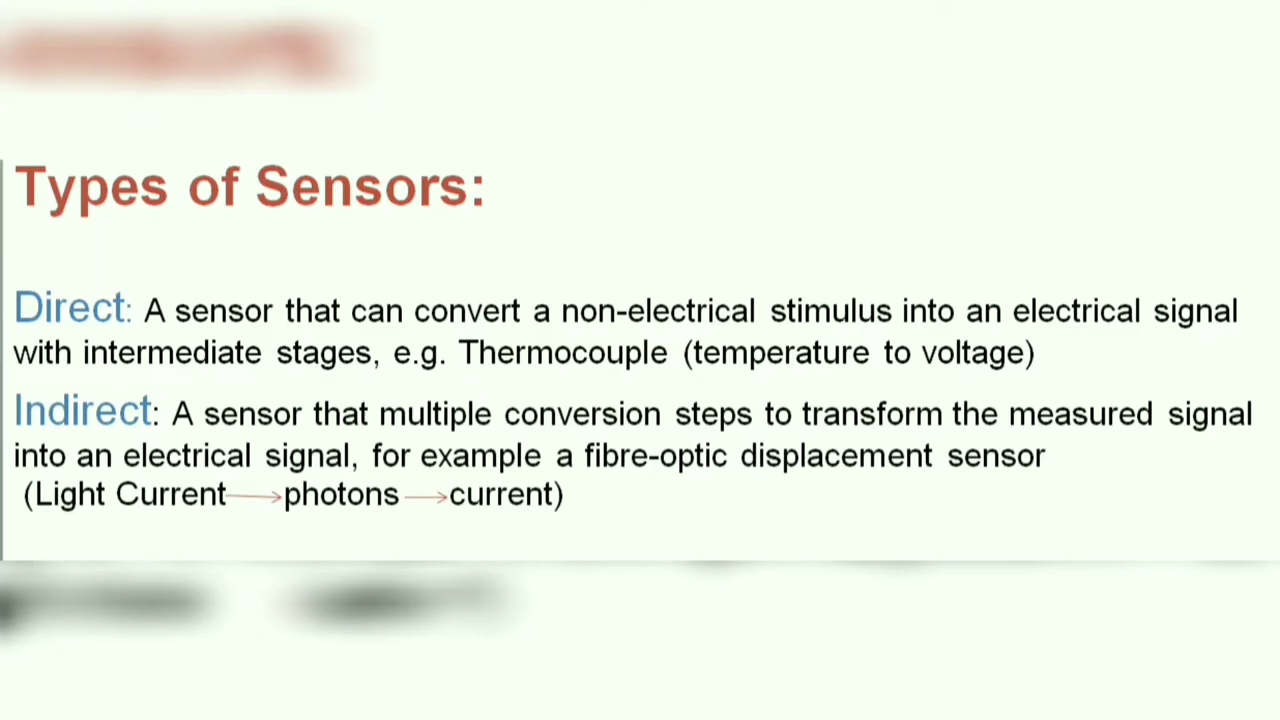 Types of Sensors:
Direct: A sensor that can convert a non-electrical stimulus into an electrical signal
with intermediate stages, e.g. Thermocouple (temperature to voltage)
Indirect: A sensor that multiple conversion steps to transform the measured signal
into an electrical signal, for example a fibre-optic displacement sensor
(Light Current → photons → current)